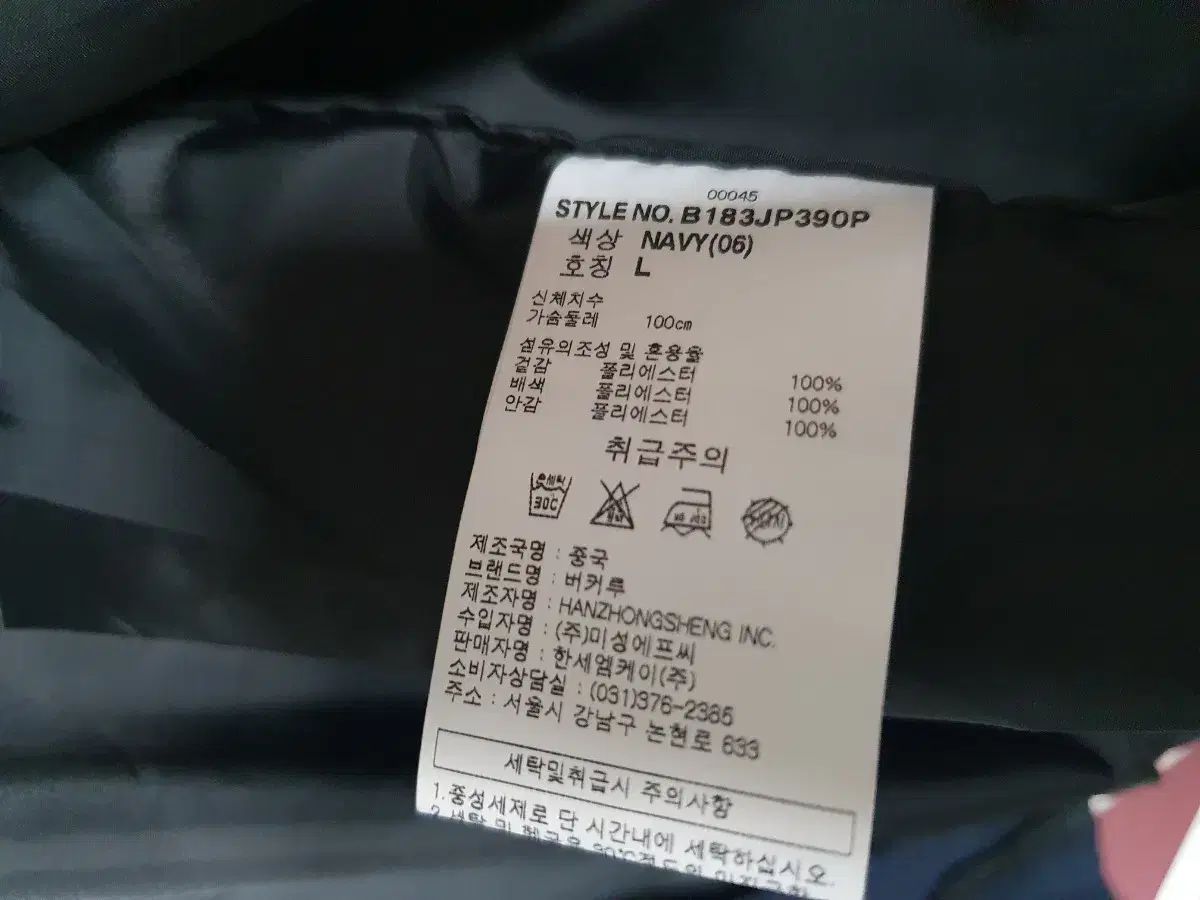 00045
STYLE NO. B183JP390P
색상 NAVY(06)
호칭 L
신체치수
가슴둘레 100cm
섬유의조성 및 혼용율
겉감 폴리에스터 100%
배색 폴리에스터 100%
안감 폴리에스터 100%
취급주의
30C
제조국명 : 중국
브랜드명 : 버커루
제조자명 : HANZHONGSHENG INC.
수입자명 : (주)미성에프씨
판매자명 : 한세엠케이(주)
소비자상담실 : (031)376-2385
주소 : 서울시 강남구 논현로 633
세탁및취급시 주의사항
1. 중성세제로 단 시간내에 세탁하십시오.
2. 세탁 및